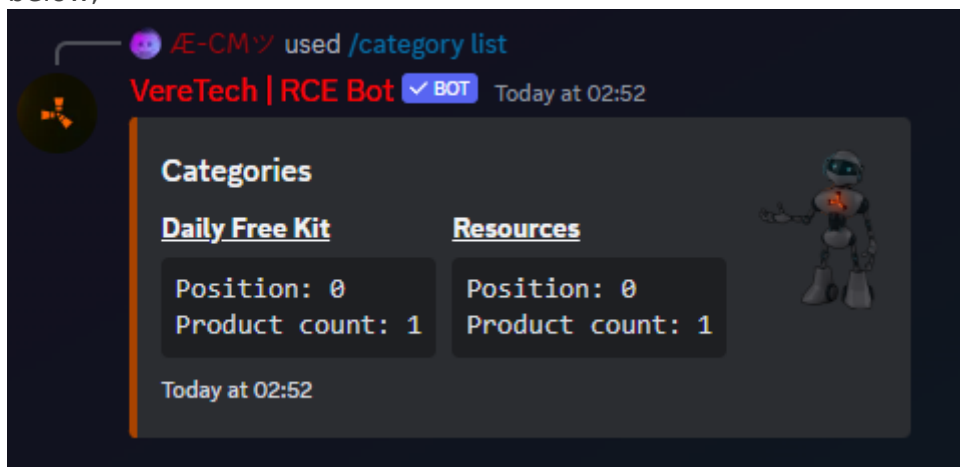 Æ-CMツ used /category list
VereTech | RCE Bot ✓ BOT Today at 02:52
Categories
Daily Free Kit Resources
Position: 0 Position: 0
Product count: 1 Product count: 1
Today at 02:52